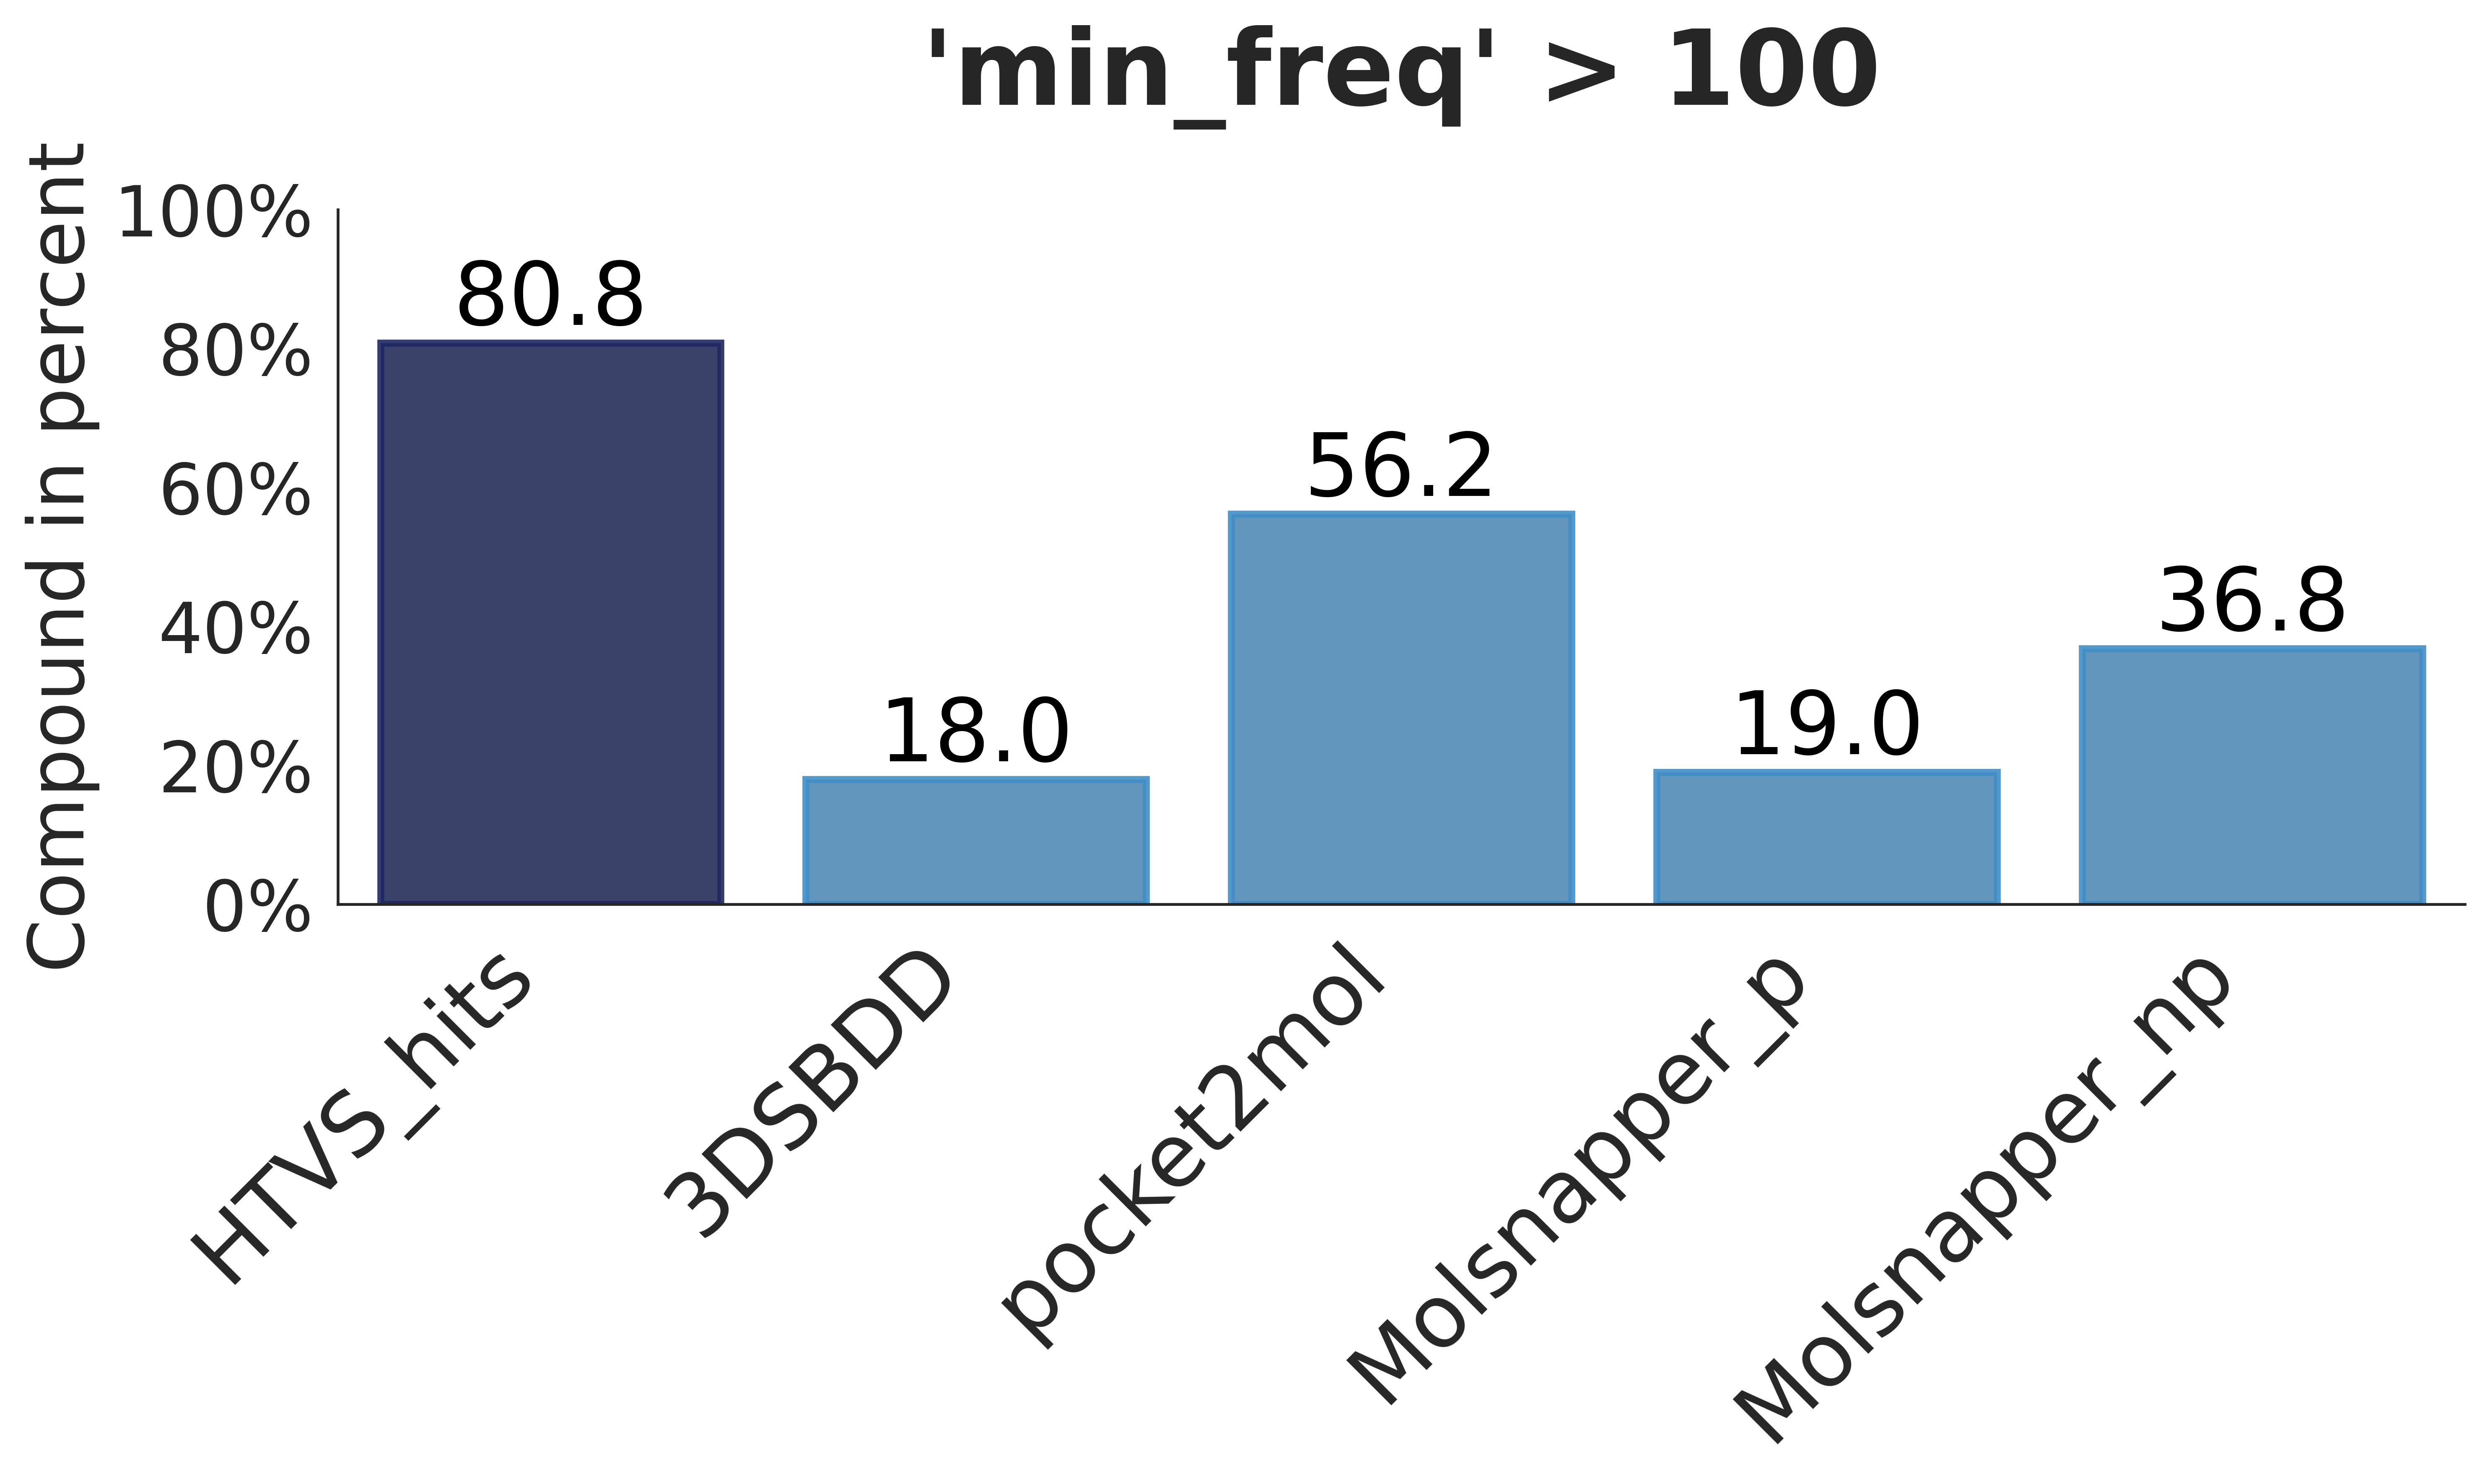 'min_freq' > 100
Compound in percent
100%
80%
60%
40%
20%
0%
80.8
18.0
56.2
19.0
36.8
HTVS_hits
3DSBDD
pocket2mol
Molsnapper_p
Molsnapper_np